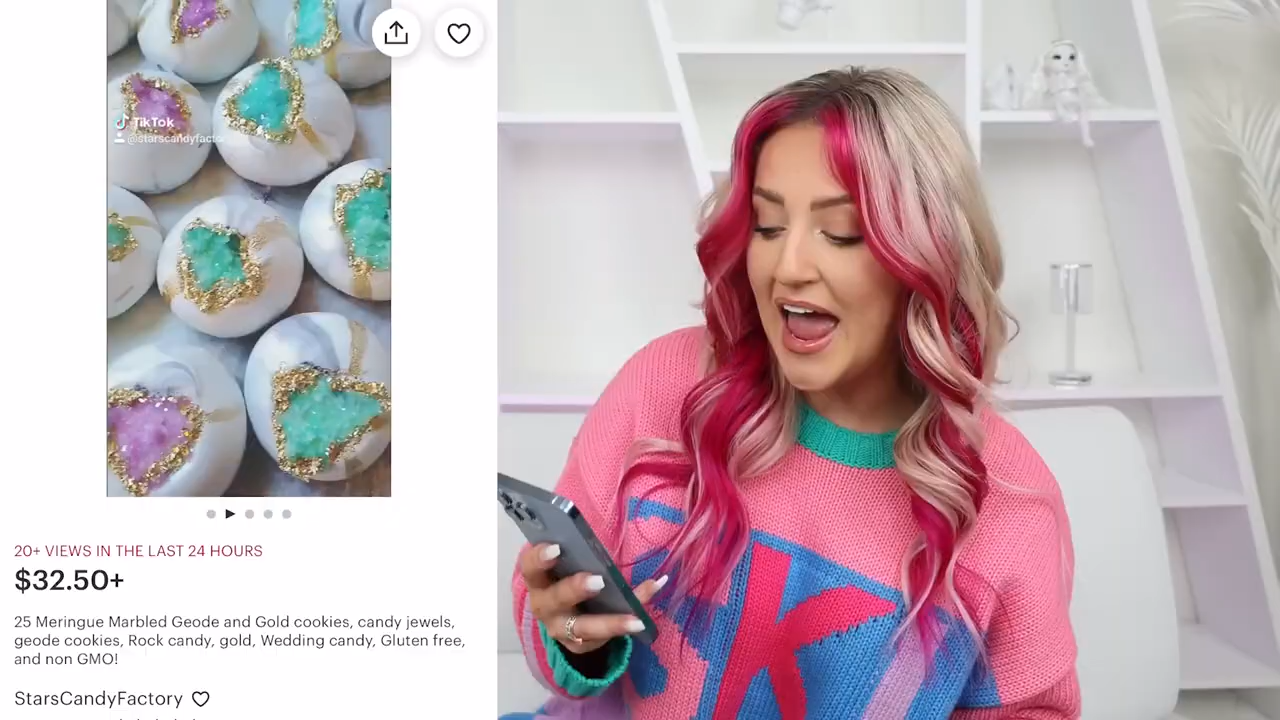 TikTok
@starscandyfacto
20+ VIEWS IN THE LAST 24 HOURS
$32.50+
25 Meringue Marbled Geode and Gold cookies, candy jewels,
geode cookies, Rock candy, gold, Wedding candy, Gluten free,
and non GMO!
StarsCandyFactory